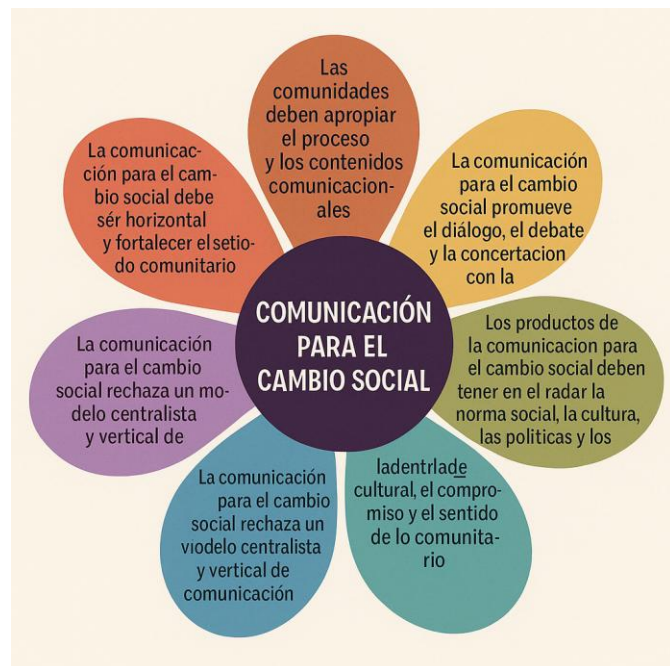 Las
comunidades
deben apropiar
el proceso
y los contenidos
comunicacion-
ales
La comunicación
para el cambio
social promueve
el diálogo, el debate
y la concertacion
con la
Los productos de
la comunicacion para
el cambio social deben
tener en el radar la
norma social, la cultura,
las politicas y los
ladentrlade
cultural, el compro-
miso y el sentido
de lo comunita-
rio
La comunicación
para el cambio
social rechaza un
viodelo centralista
y vertical de
comunicación
La comunicación
para el cambio
social rechaza un mo-
delo centralista
y vertical de
La comunicac-
ción para el cam-
bio social debe
sér horizontal
y fortalecer el setio-
do comunitario
COMUNICACIÓN
PARA EL
CAMBIO SOCIAL